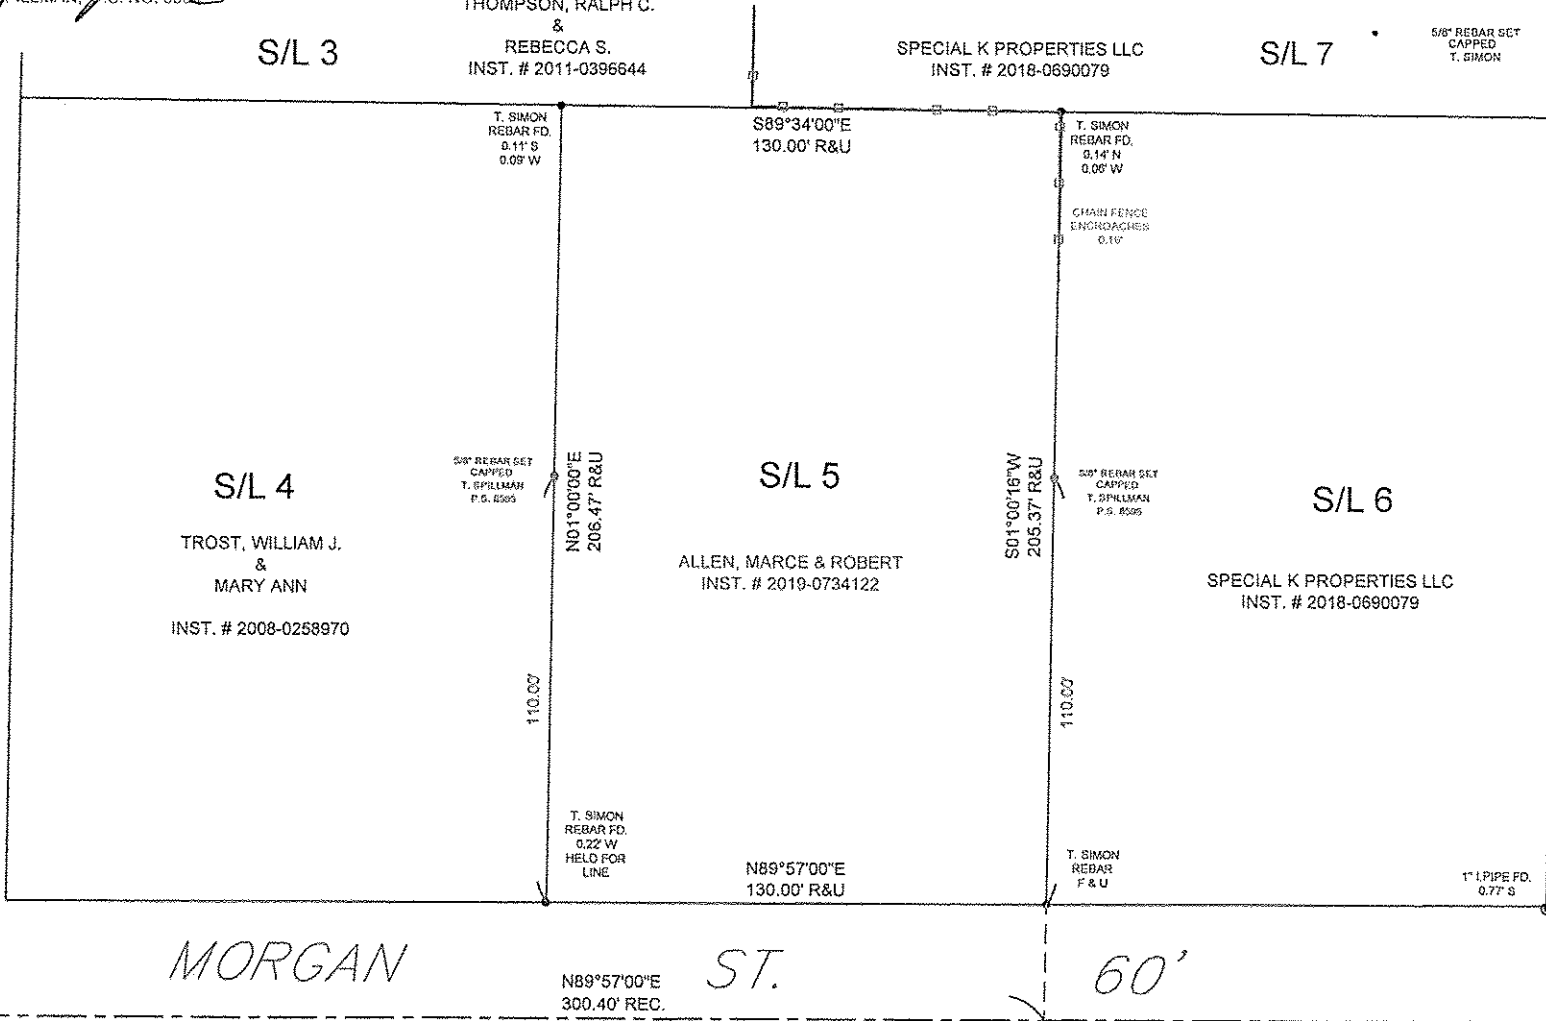 THOMPSON, RALPH C.
&
REBECCA S.
INST. # 2011-0396644
S/L 3
SPECIAL K PROPERTIES LLC
INST. # 2018-0690079
S/L 7
5/8" REBAR SET
CAPPED
T. SIMON
T. SIMON
REBAR FD.
0.11' S
0.09' W
S89°34'00"E
130.00' R&U
T. SIMON
REBAR FD.
0.14' N
0.06' W
CHAIN FENCE
ENCROACHES
S/L 4
TROST, WILLIAM J.
&
MARY ANN
INST. # 2008-0258970
5/8" REBAR SET
CAPPED
T. SPILLMAN
P.S. 8595
N01°00'00"E
206.47' R&U
S/L 5
ALLEN, MARCE & ROBERT
INST. # 2019-0734122
S01°00'16"W
205.37' R&U
5/8" REBAR SET
CAPPED
T. SPILLMAN
P.S. 8595
S/L 6
SPECIAL K PROPERTIES LLC
INST. # 2018-0690079
110.00'
110.00'
T. SIMON
REBAR FD.
0.22' W
HELD FOR
LINE
N89°57'00"E
130.00' R&U
T. SIMON
REBAR
F & U
1" I.PIPE FD.
0.77' S
MORGAN ST. 60'
N89°57'00"E
300.40' REC.